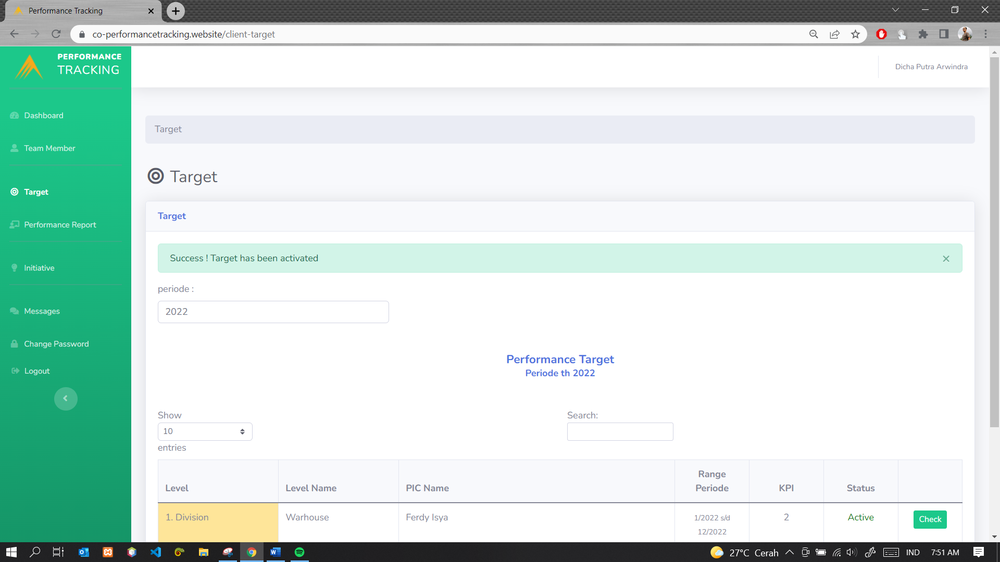 Performance Tracking
co-performancetracking.website/client-target
PERFORMANCE
TRACKING
Dicha Putra Arwindra
Dashboard
Team Member
Target
Performance Report
Initiative
Messages
Change Password
Logout
Target
Target
Target
Success ! Target has been activated
periode :
2022
Performance Target
Periode th 2022
Show
10
entries
Search:
Level
Level Name
PIC Name
Range
Periode
KPI
Status
1. Division
Warhouse
Ferdy Isya
1/2022 s/d
12/2022
2
Active
Check
27°C Cerah
IND
7:51 AM